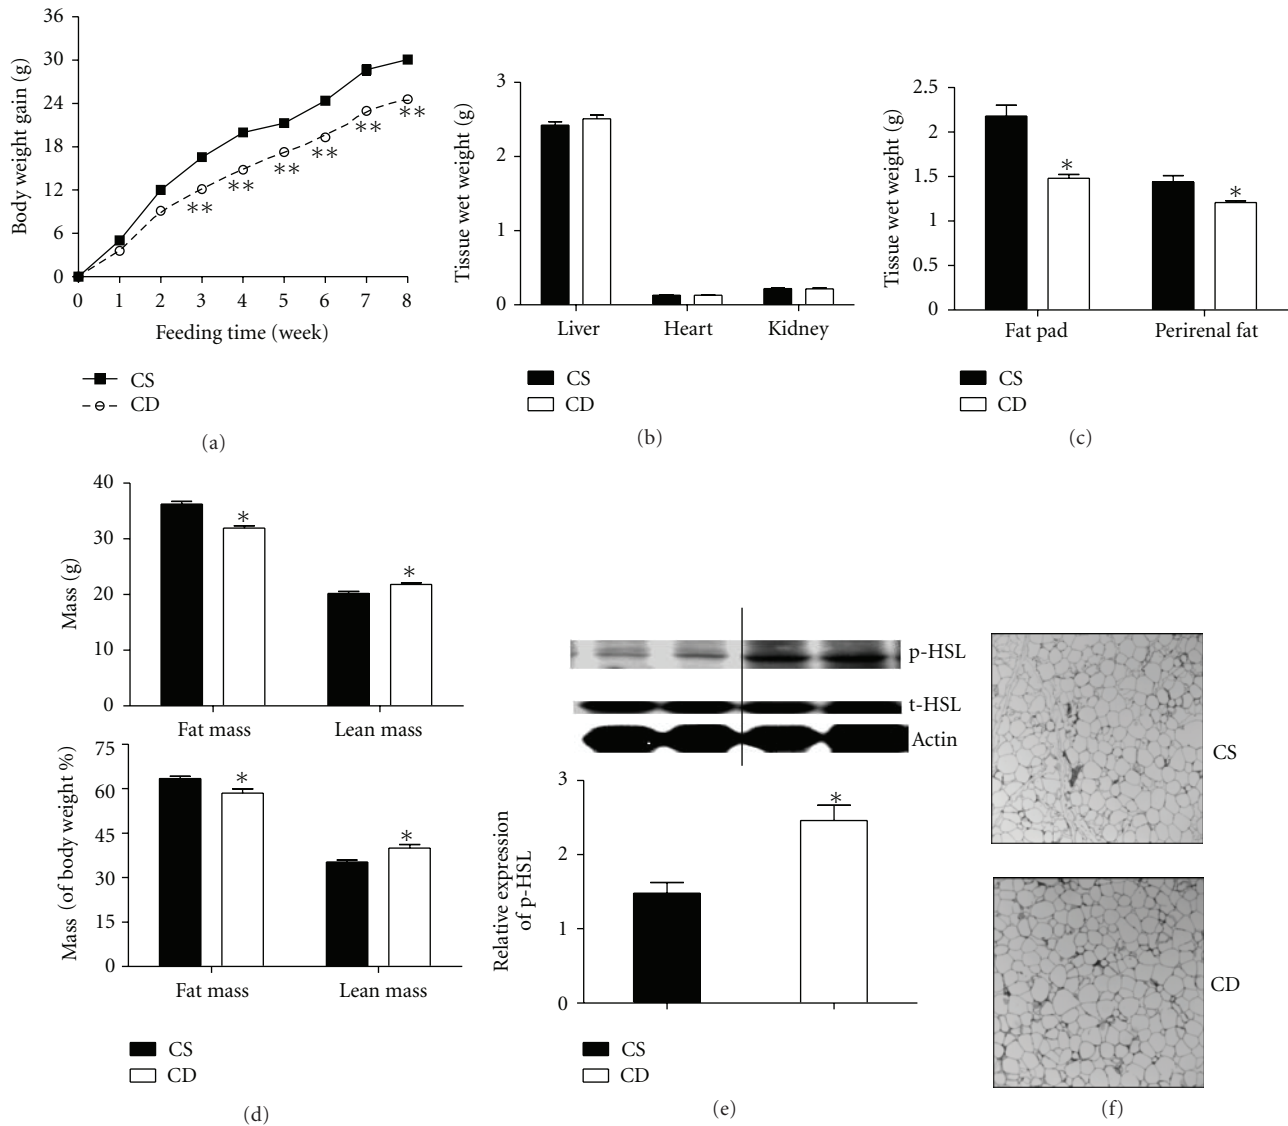 Body weight gain (g)
36
30
24
18
12
6
0
** ** ** ** ** **
0 1 2 3 4 5 6 7 8
Feeding time (week)
CS
CD
(a)
Tissue wet weight (g)
3
2
1
0
Liver Heart Kidney
CS
CD
(b)
Tissue wet weight (g)
2.5
2
1.5
1
0.5
0
* *
Fat pad Perirenal fat
CS
CD
(c)
Mass (g)
40
30
20
10
0
* *
Fat mass Lean mass
Mass (of body weight %)
75
60
45
30
15
0
* *
Fat mass Lean mass
CS
CD
(d)
p-HSL
t-HSL
Actin
Relative expression
of p-HSL
3
2
1
0
*
CS
CD
(e)
CS
CD
(f)